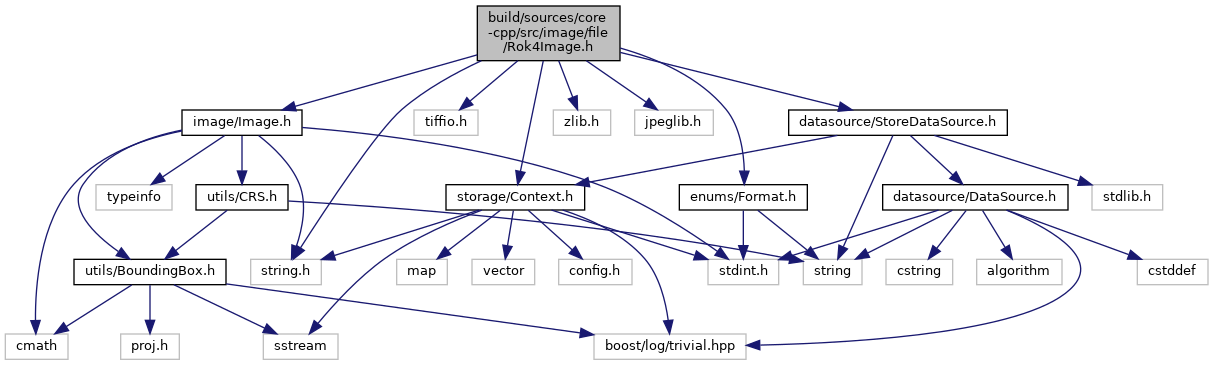 build/sources/core
-cpp/src/image/file
/Rok4Image.h
image/Image.h
tiffio.h
zlib.h
jpeglib.h
datasource/StoreDataSource.h
typeinfo
utils/CRS.h
storage/Context.h
enums/Format.h
datasource/DataSource.h
stdlib.h
utils/BoundingBox.h
string.h
map
vector
config.h
stdint.h
string
cstring
algorithm
cstddef
cmath
proj.h
sstream
boost/log/trivial.hpp